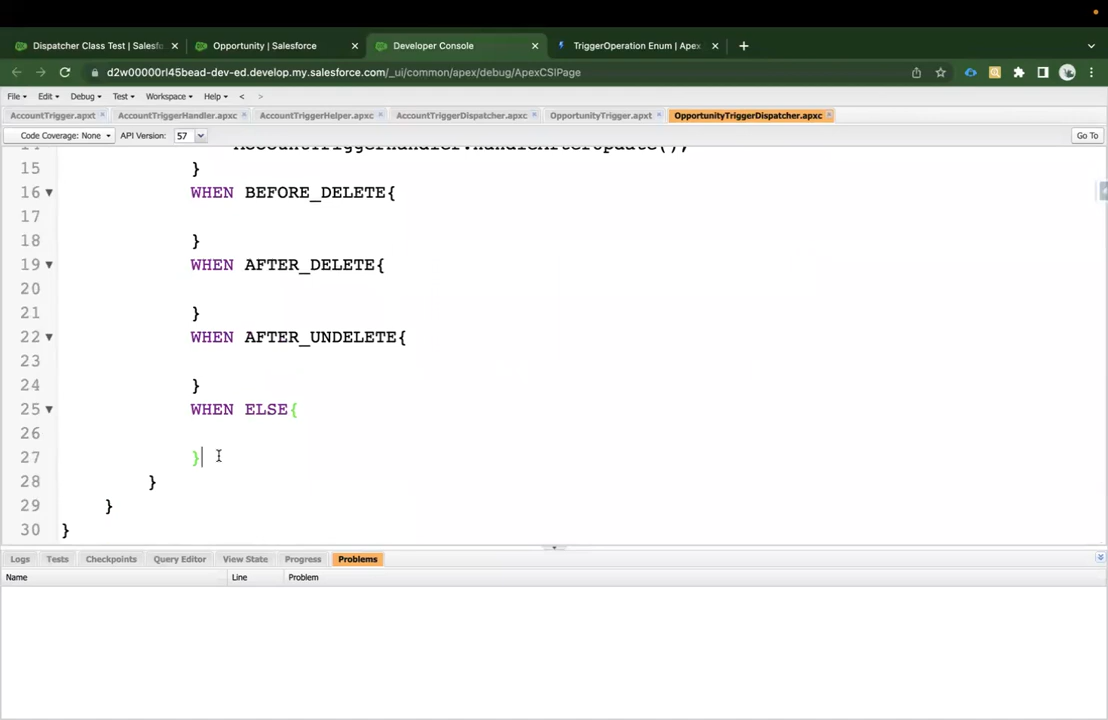 Dispatcher Class Test | Salesfo
Opportunity | Salesforce
Developer Console
TriggerOperation Enum | Apex
d2w00000rl45bead-dev-ed.develop.my.salesforce.com/_ui/common/apex/debug/ApexCSIPage
File Edit Debug Test Workspace Help < >
AccountTrigger.apxt
AccountTriggerHandler.apxc
AccountTriggerHelper.apxc
AccountTriggerDispatcher.apxc
OpportunityTrigger.apxt
OpportunityTriggerDispatcher.apxc
Code Coverage: None API Version: 57 Go To
14 AccountTriggerHandler.handleAfterUpdate();
15 }
16 WHEN BEFORE_DELETE{
17
18 }
19 WHEN AFTER_DELETE{
20
21 }
22 WHEN AFTER_UNDELETE{
23
24 }
25 WHEN ELSE{
26
27 }
28 }
29 }
30 }
Logs Tests Checkpoints Query Editor View State Progress Problems
Name Line Problem